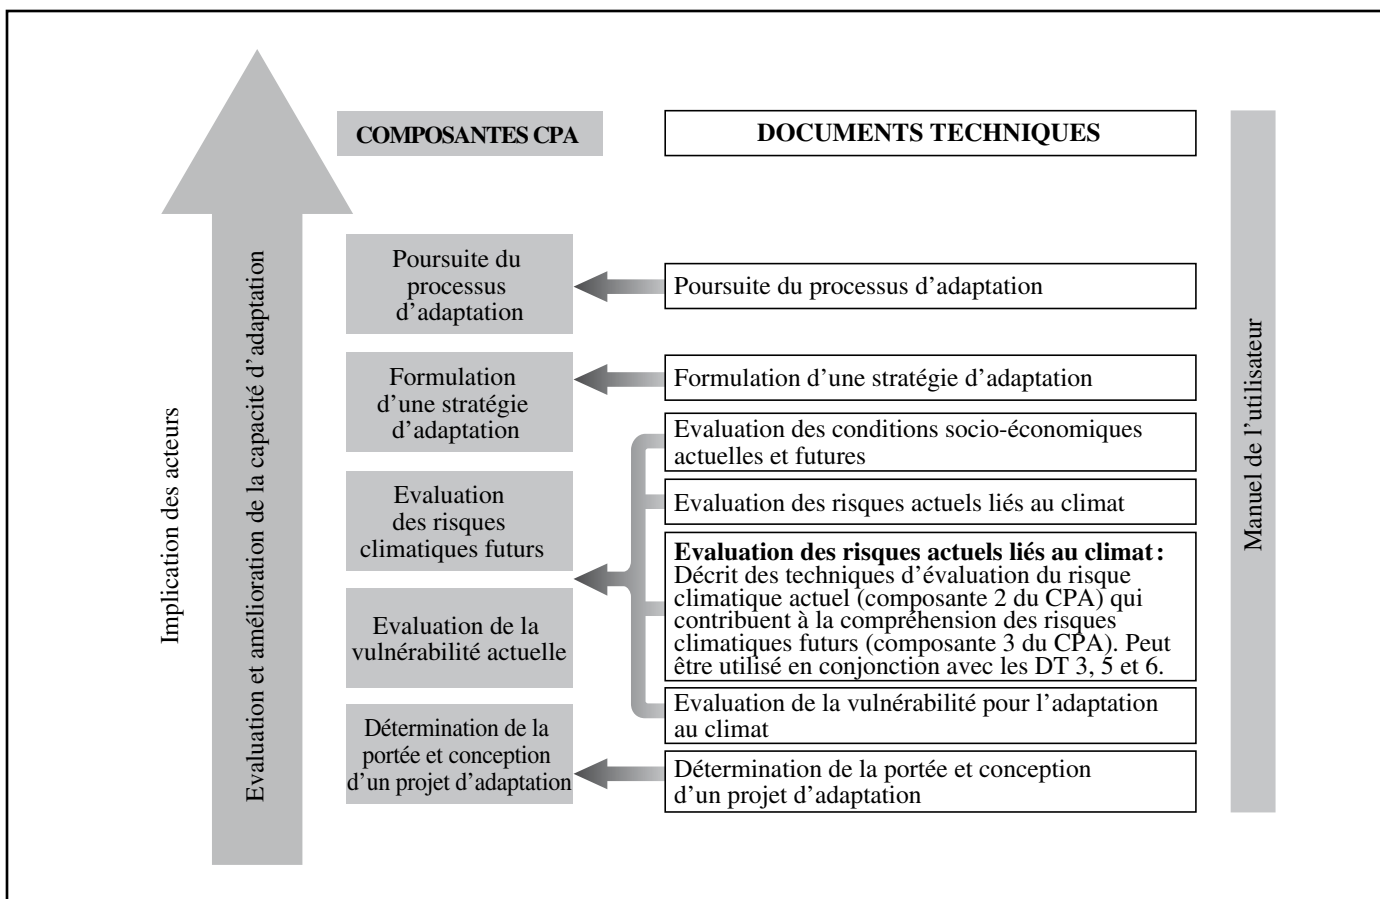 COMPOSANTES CPA
DOCUMENTS TECHNIQUES
Implication des acteurs
Evaluation et amélioration de la capacité d’adaptation
Poursuite du
processus
d’adaptation
Formulation
d’une stratégie
d’adaptation
Evaluation
des risques
climatiques futurs
Evaluation de la
vulnérabilité actuelle
Détermination de la
portée et conception
d’un projet d’adaptation
Poursuite du processus d’adaptation
Formulation d’une stratégie d’adaptation
Evaluation des conditions socio-économiques
actuelles et futures
Evaluation des risques actuels liés au climat
Evaluation des risques actuels liés au climat :
Décrit des techniques d’évaluation du risque
climatique actuel (composante 2 du CPA) qui
contribuent à la compréhension des risques
climatiques futurs (composante 3 du CPA). Peut
être utilisé en conjonction avec les DT 3, 5 et 6.
Evaluation de la vulnérabilité pour l’adaptation
au climat
Détermination de la portée et conception
d’un projet d’adaptation
Manuel de l’utilisateur